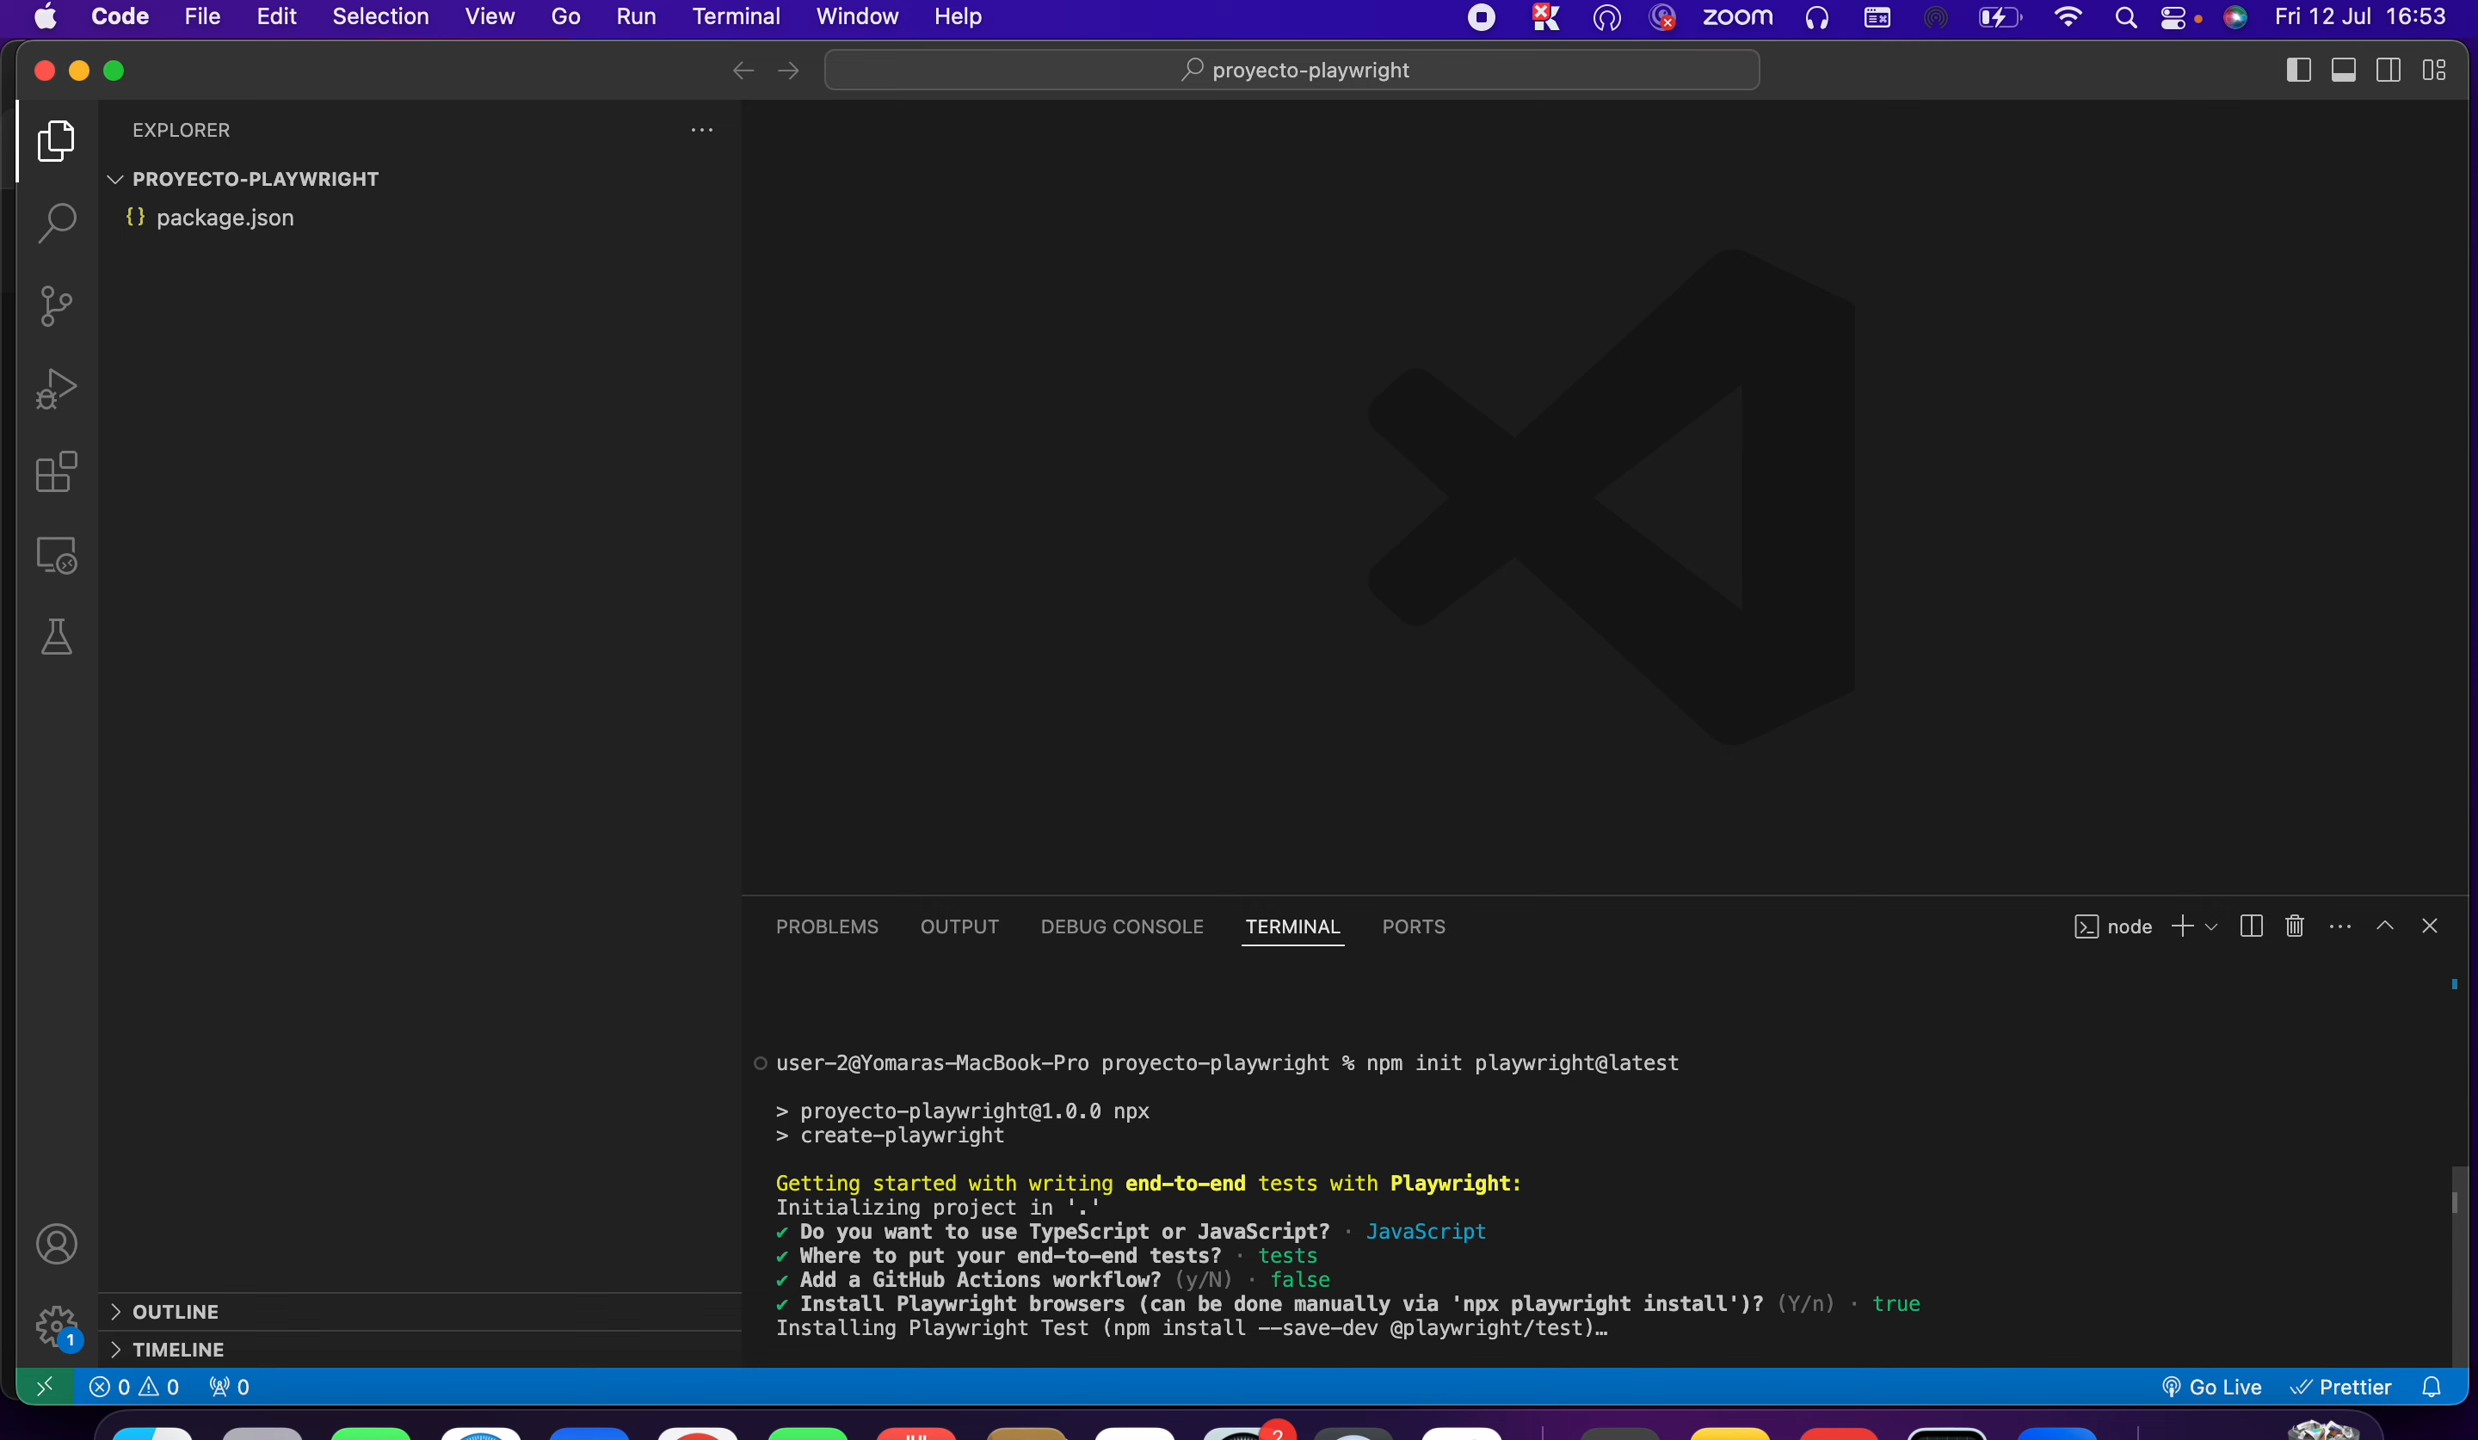 Code File Edit Selection View Go Run Terminal Window Help zoom Fri 12 Jul 16:53
proyecto-playwright
EXPLORER
PROYECTO-PLAYWRIGHT
{} package.json
PROBLEMS OUTPUT DEBUG CONSOLE TERMINAL PORTS node
user-2@Yomaras-MacBook-Pro proyecto-playwright % npm init playwright@latest
> proyecto-playwright@1.0.0 npx
> create-playwright
Getting started with writing end-to-end tests with Playwright:
Initializing project in '.'
✔ Do you want to use TypeScript or JavaScript? · JavaScript
✔ Where to put your end-to-end tests? · tests
✔ Add a GitHub Actions workflow? (y/N) · false
✔ Install Playwright browsers (can be done manually via 'npx playwright install')? (Y/n) · true
Installing Playwright Test (npm install --save-dev @playwright/test)…
1
OUTLINE
TIMELINE
0 0 0 Go Live Prettier
2